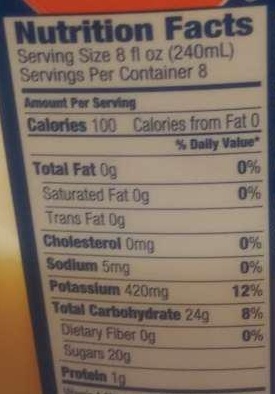 Nutrition Facts
Serving Size 8 fl oz (240mL)
Servings Per Container 8
Amount Per Serving
Calories 100 Calories from Fat 0
% Daily Value*
Total Fat 0g 0%
Saturated Fat 0g 0%
Trans Fat 0g
Cholesterol 0mg 0%
Sodium 5mg 0%
Potassium 420mg 12%
Total Carbohydrate 24g 8%
Dietary Fiber 0g 0%
Sugars 20g
Protein 1g